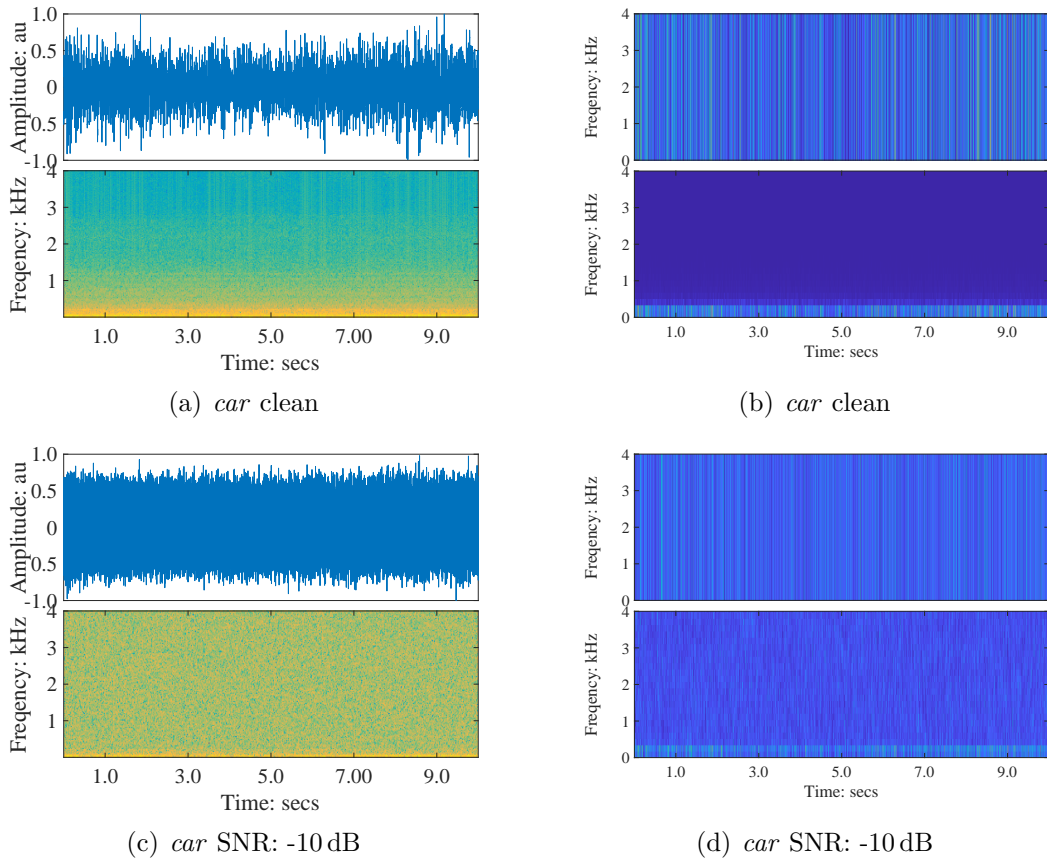 1.0
0.5
0
0.5
-1.0
Amplitude: au
4
3
2
1
Freqency: kHz
1.0 3.0 5.0 7.00 9.0
Time: secs
(a) car clean
4
3
2
1
0
Freqency: kHz
4
3
2
1
0
Freqency: kHz
1.0 3.0 5.0 7.0 9.0
Time: secs
(b) car clean
1.0
0.5
0
0.5
-1.0
Amplitude: au
4
3
2
1
Freqency: kHz
1.0 3.0 5.0 7.00 9.0
Time: secs
(c) car SNR: -10 dB
4
3
2
1
0
Freqency: kHz
4
3
2
1
0
Freqency: kHz
1.0 3.0 5.0 7.0 9.0
Time: secs
(d) car SNR: -10 dB